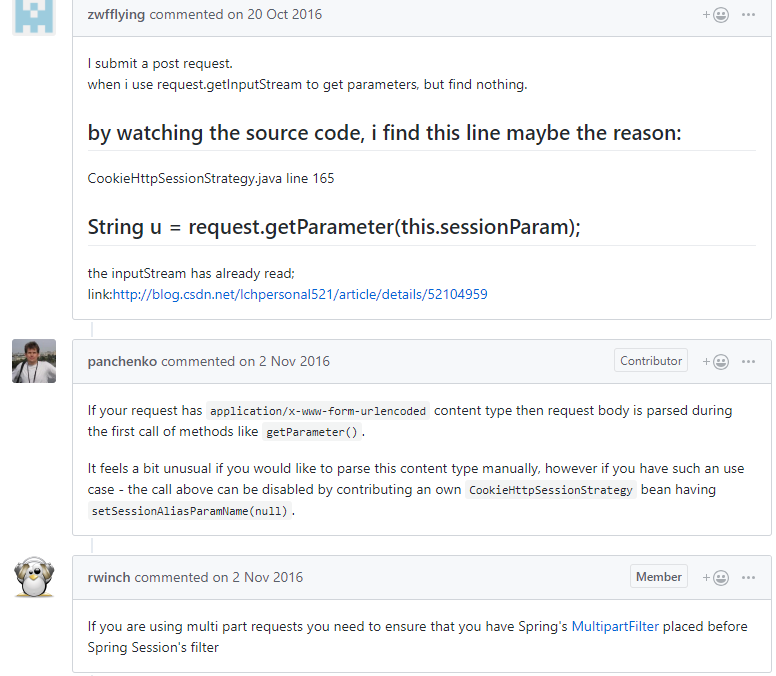 zwfflying commented on 20 Oct 2016
I submit a post request.
when i use request.getInputStream to get parameters, but find nothing.
by watching the source code, i find this line maybe the reason:
CookieHttpSessionStrategy.java line 165
String u = request.getParameter(this.sessionParam);
the inputStream has already read;
link:http://blog.csdn.net/lchpersonal521/article/details/52104959
panchenko commented on 2 Nov 2016 Contributor
If your request has application/x-www-form-urlencoded content type then request body is parsed during
the first call of methods like getParameter() .
It feels a bit unusual if you would like to parse this content type manually, however if you have such an use
case - the call above can be disabled by contributing an own CookieHttpSessionStrategy bean having
setSessionAliasParamName(null) .
rwinch commented on 2 Nov 2016 Member
If you are using multi part requests you need to ensure that you have Spring's MultipartFilter placed before
Spring Session's filter